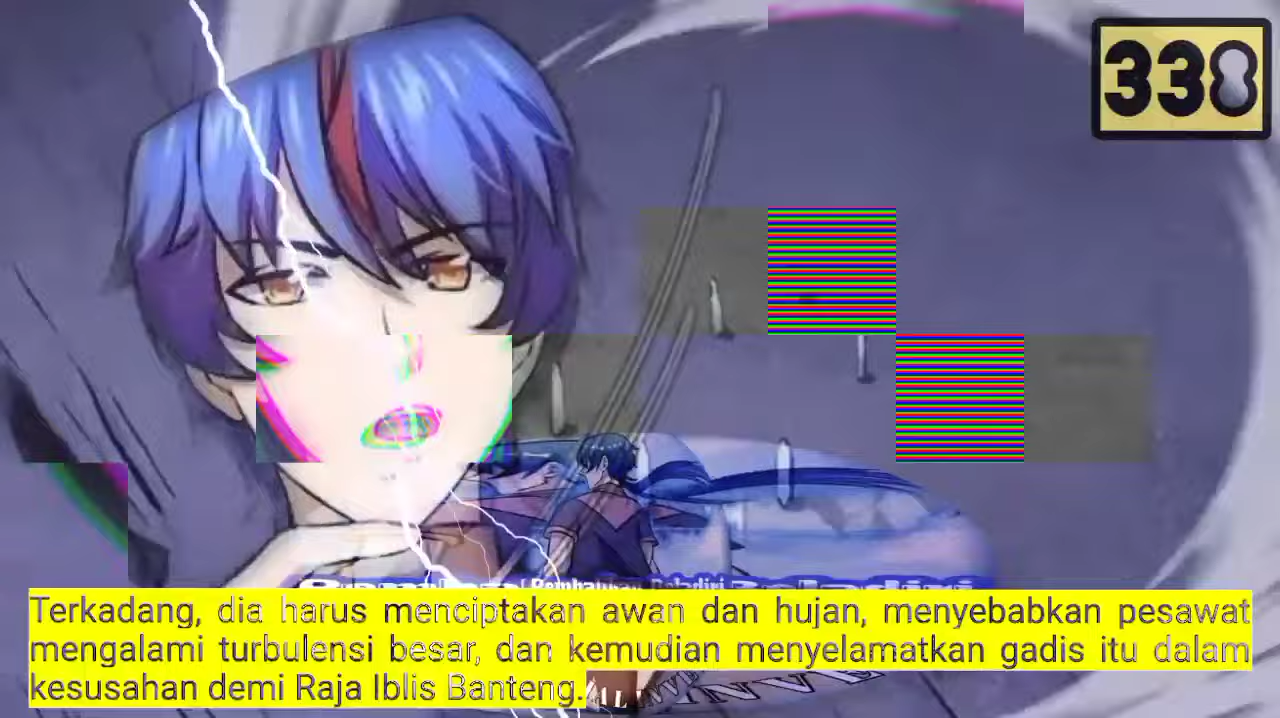 338
Terkadang, dia harus menciptakan awan dan hujan, menyebabkan pesawat
mengalami turbulensi besar, dan kemudian menyelamatkan gadis itu dalam
kesusahan demi Raja Iblis Banteng.